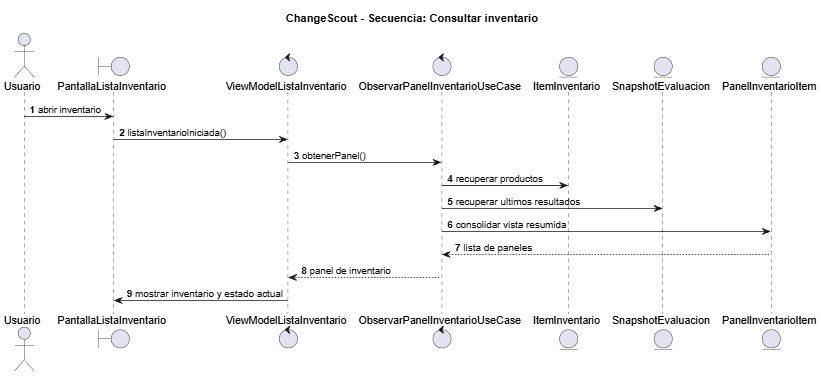 ChangeScout - Secuencia: Consultar inventario
Usuario PantallaListaInventario ViewModelListaInventario ObservarPanelInventarioUseCase ItemInventario SnapshotEvaluacion PanelInventarioItem
1 abrir inventario
2 listaInventarioIniciada()
3 obtenerPanel()
4 recuperar productos
5 recuperar ultimos resultados
6 consolidar vista resumida
7 lista de paneles
8 panel de inventario
9 mostrar inventario y estado actual
Usuario PantallaListaInventario ViewModelListaInventario ObservarPanelInventarioUseCase ItemInventario SnapshotEvaluacion PanelInventarioItem